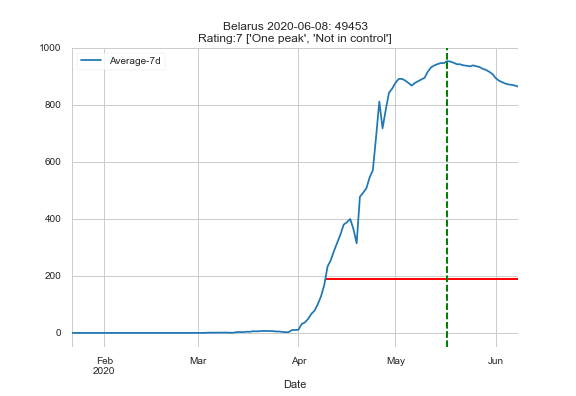 Belarus 2020-06-08: 49453
Rating:7 ['One peak', 'Not in control']
1000
Average-7d
800
600
400
200
0
Feb Mar Apr May Jun
2020
Date